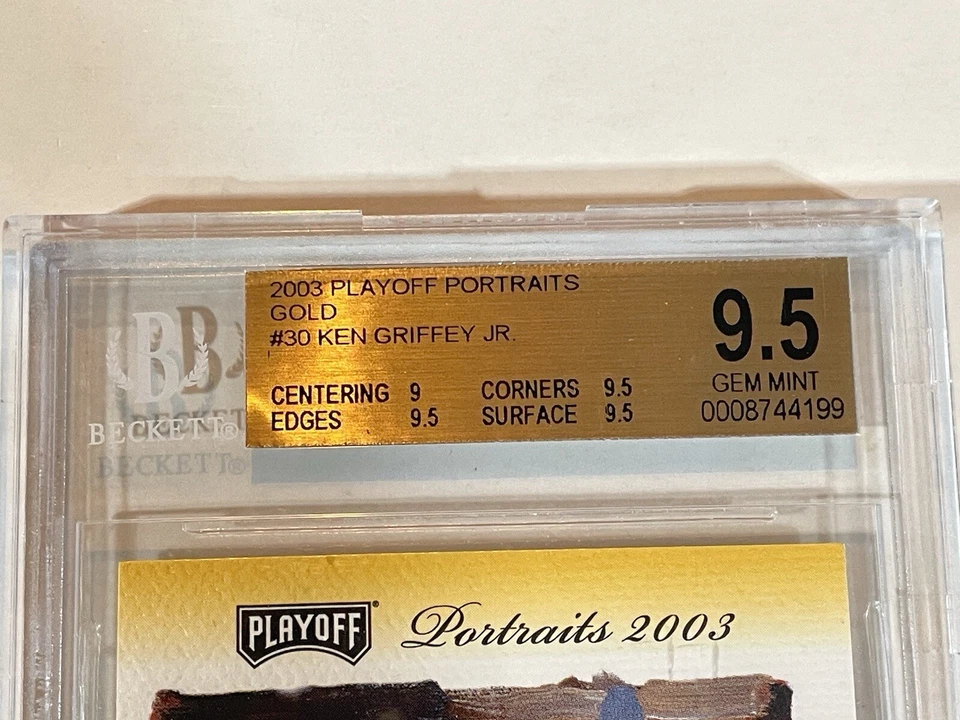 2003 PLAYOFF PORTRAITS
GOLD
#30 KEN GRIFFEY JR.
CENTERING 9 CORNERS 9.5
EDGES 9.5 SURFACE 9.5
9.5
GEM MINT
0008744199
BB
BECKETT®
BECKETT®
PLAYOFF® Portraits 2003